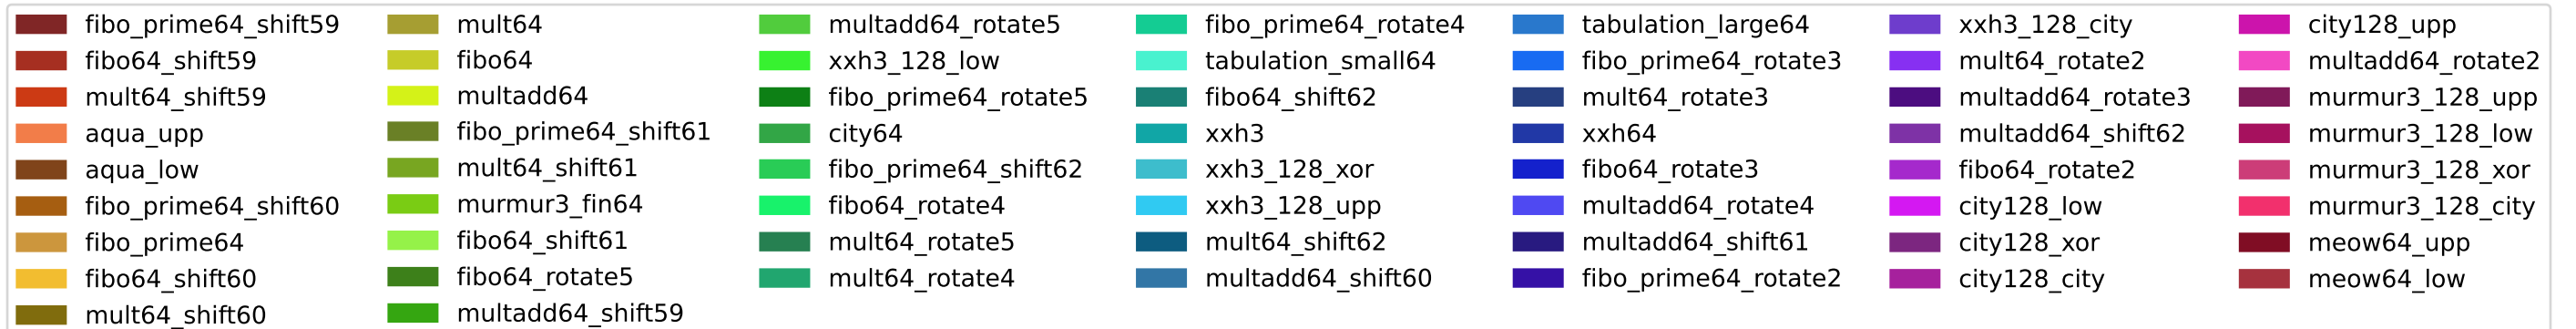 fibo_prime64_shift59
fibo64_shift59
mult64_shift59
aqua_upp
aqua_low
fibo_prime64_shift60
fibo_prime64
fibo64_shift60
mult64_shift60
mult64
fibo64
multadd64
fibo_prime64_shift61
mult64_shift61
murmur3_fin64
fibo64_shift61
fibo64_rotate5
multadd64_shift59
multadd64_rotate5
xxh3_128_low
fibo_prime64_rotate5
city64
fibo_prime64_shift62
fibo64_rotate4
mult64_rotate5
mult64_rotate4
fibo_prime64_rotate4
tabulation_small64
fibo64_shift62
xxh3
xxh3_128_xor
xxh3_128_upp
mult64_shift62
multadd64_shift60
tabulation_large64
fibo_prime64_rotate3
mult64_rotate3
xxh64
fibo64_rotate3
multadd64_rotate4
multadd64_shift61
fibo_prime64_rotate2
xxh3_128_city
mult64_rotate2
multadd64_rotate3
multadd64_shift62
fibo64_rotate2
city128_low
city128_xor
city128_city
city128_upp
multadd64_rotate2
murmur3_128_upp
murmur3_128_low
murmur3_128_xor
murmur3_128_city
meow64_upp
meow64_low